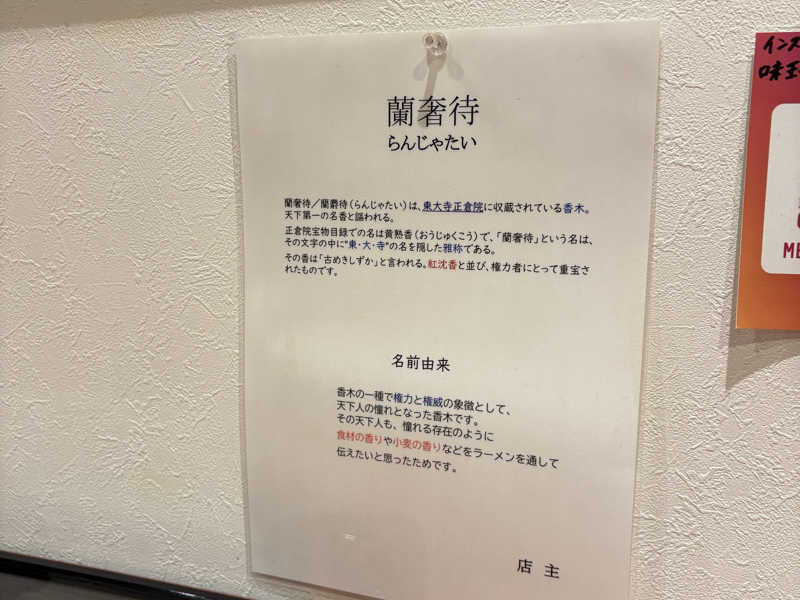 蘭奢待
らんじゃたい
蘭奢待／蘭麝待（らんじゃたい）は、東大寺正倉院に収蔵されている香木。
天下第一の名香と謳われる。
正倉院宝物目録での名は黄熟香（おうじゅくこう）で、「蘭奢待」という名は、
その文字の中に"東・大・寺"の名を隠した雅称である。
その香は「古めきしずか」と言われる。紅沈香と並び、権力者にとって重宝さ
れたものです。
名前由来
香木の一種で権力と権威の象徴として、
天下人の憧れとなった香木です。
その天下人も、憧れる存在のように
食材の香りや小麦の香りなどをラーメンを通して
伝えたいと思ったためです。
店主
インス
味王
ME